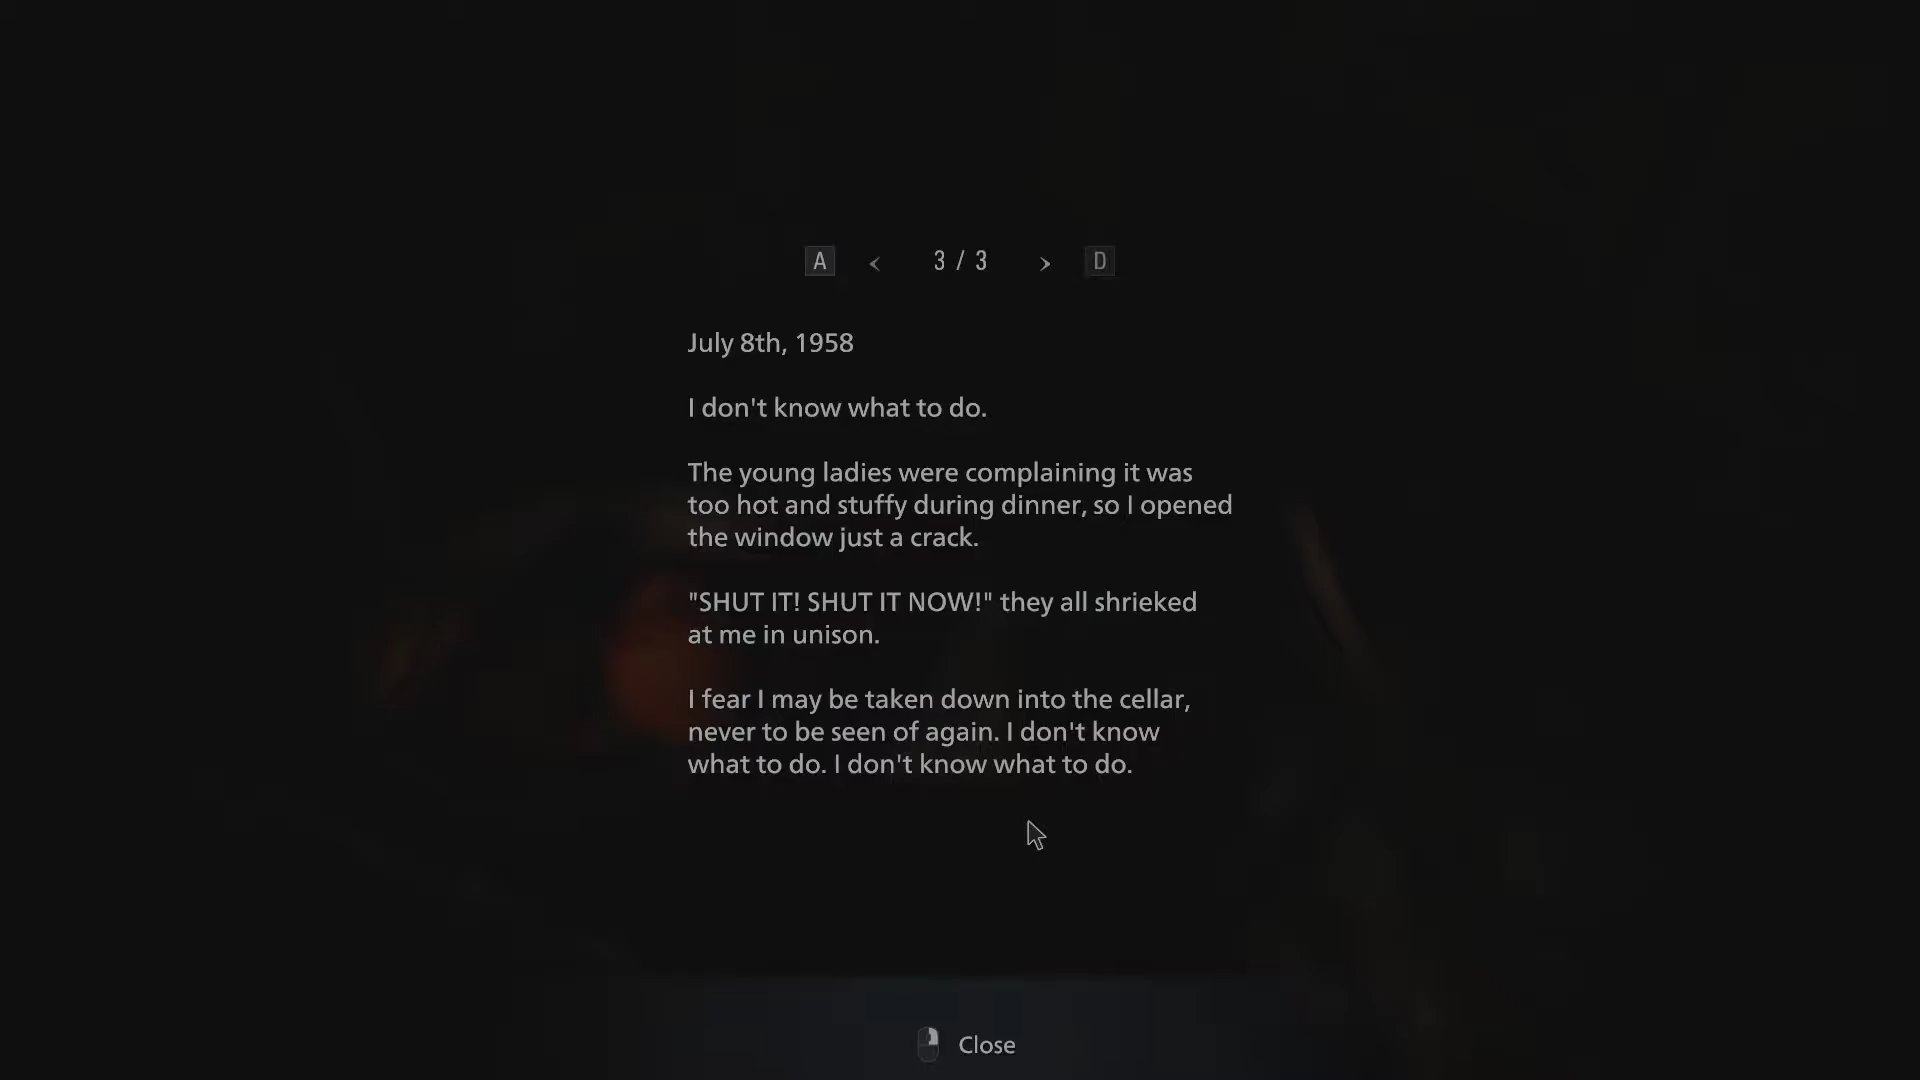 A < 3 / 3 > D
July 8th, 1958
I don't know what to do.
The young ladies were complaining it was
too hot and stuffy during dinner, so I opened
the window just a crack.
"SHUT IT! SHUT IT NOW!" they all shrieked
at me in unison.
I fear I may be taken down into the cellar,
never to be seen of again. I don't know
what to do. I don't know what to do.
Close